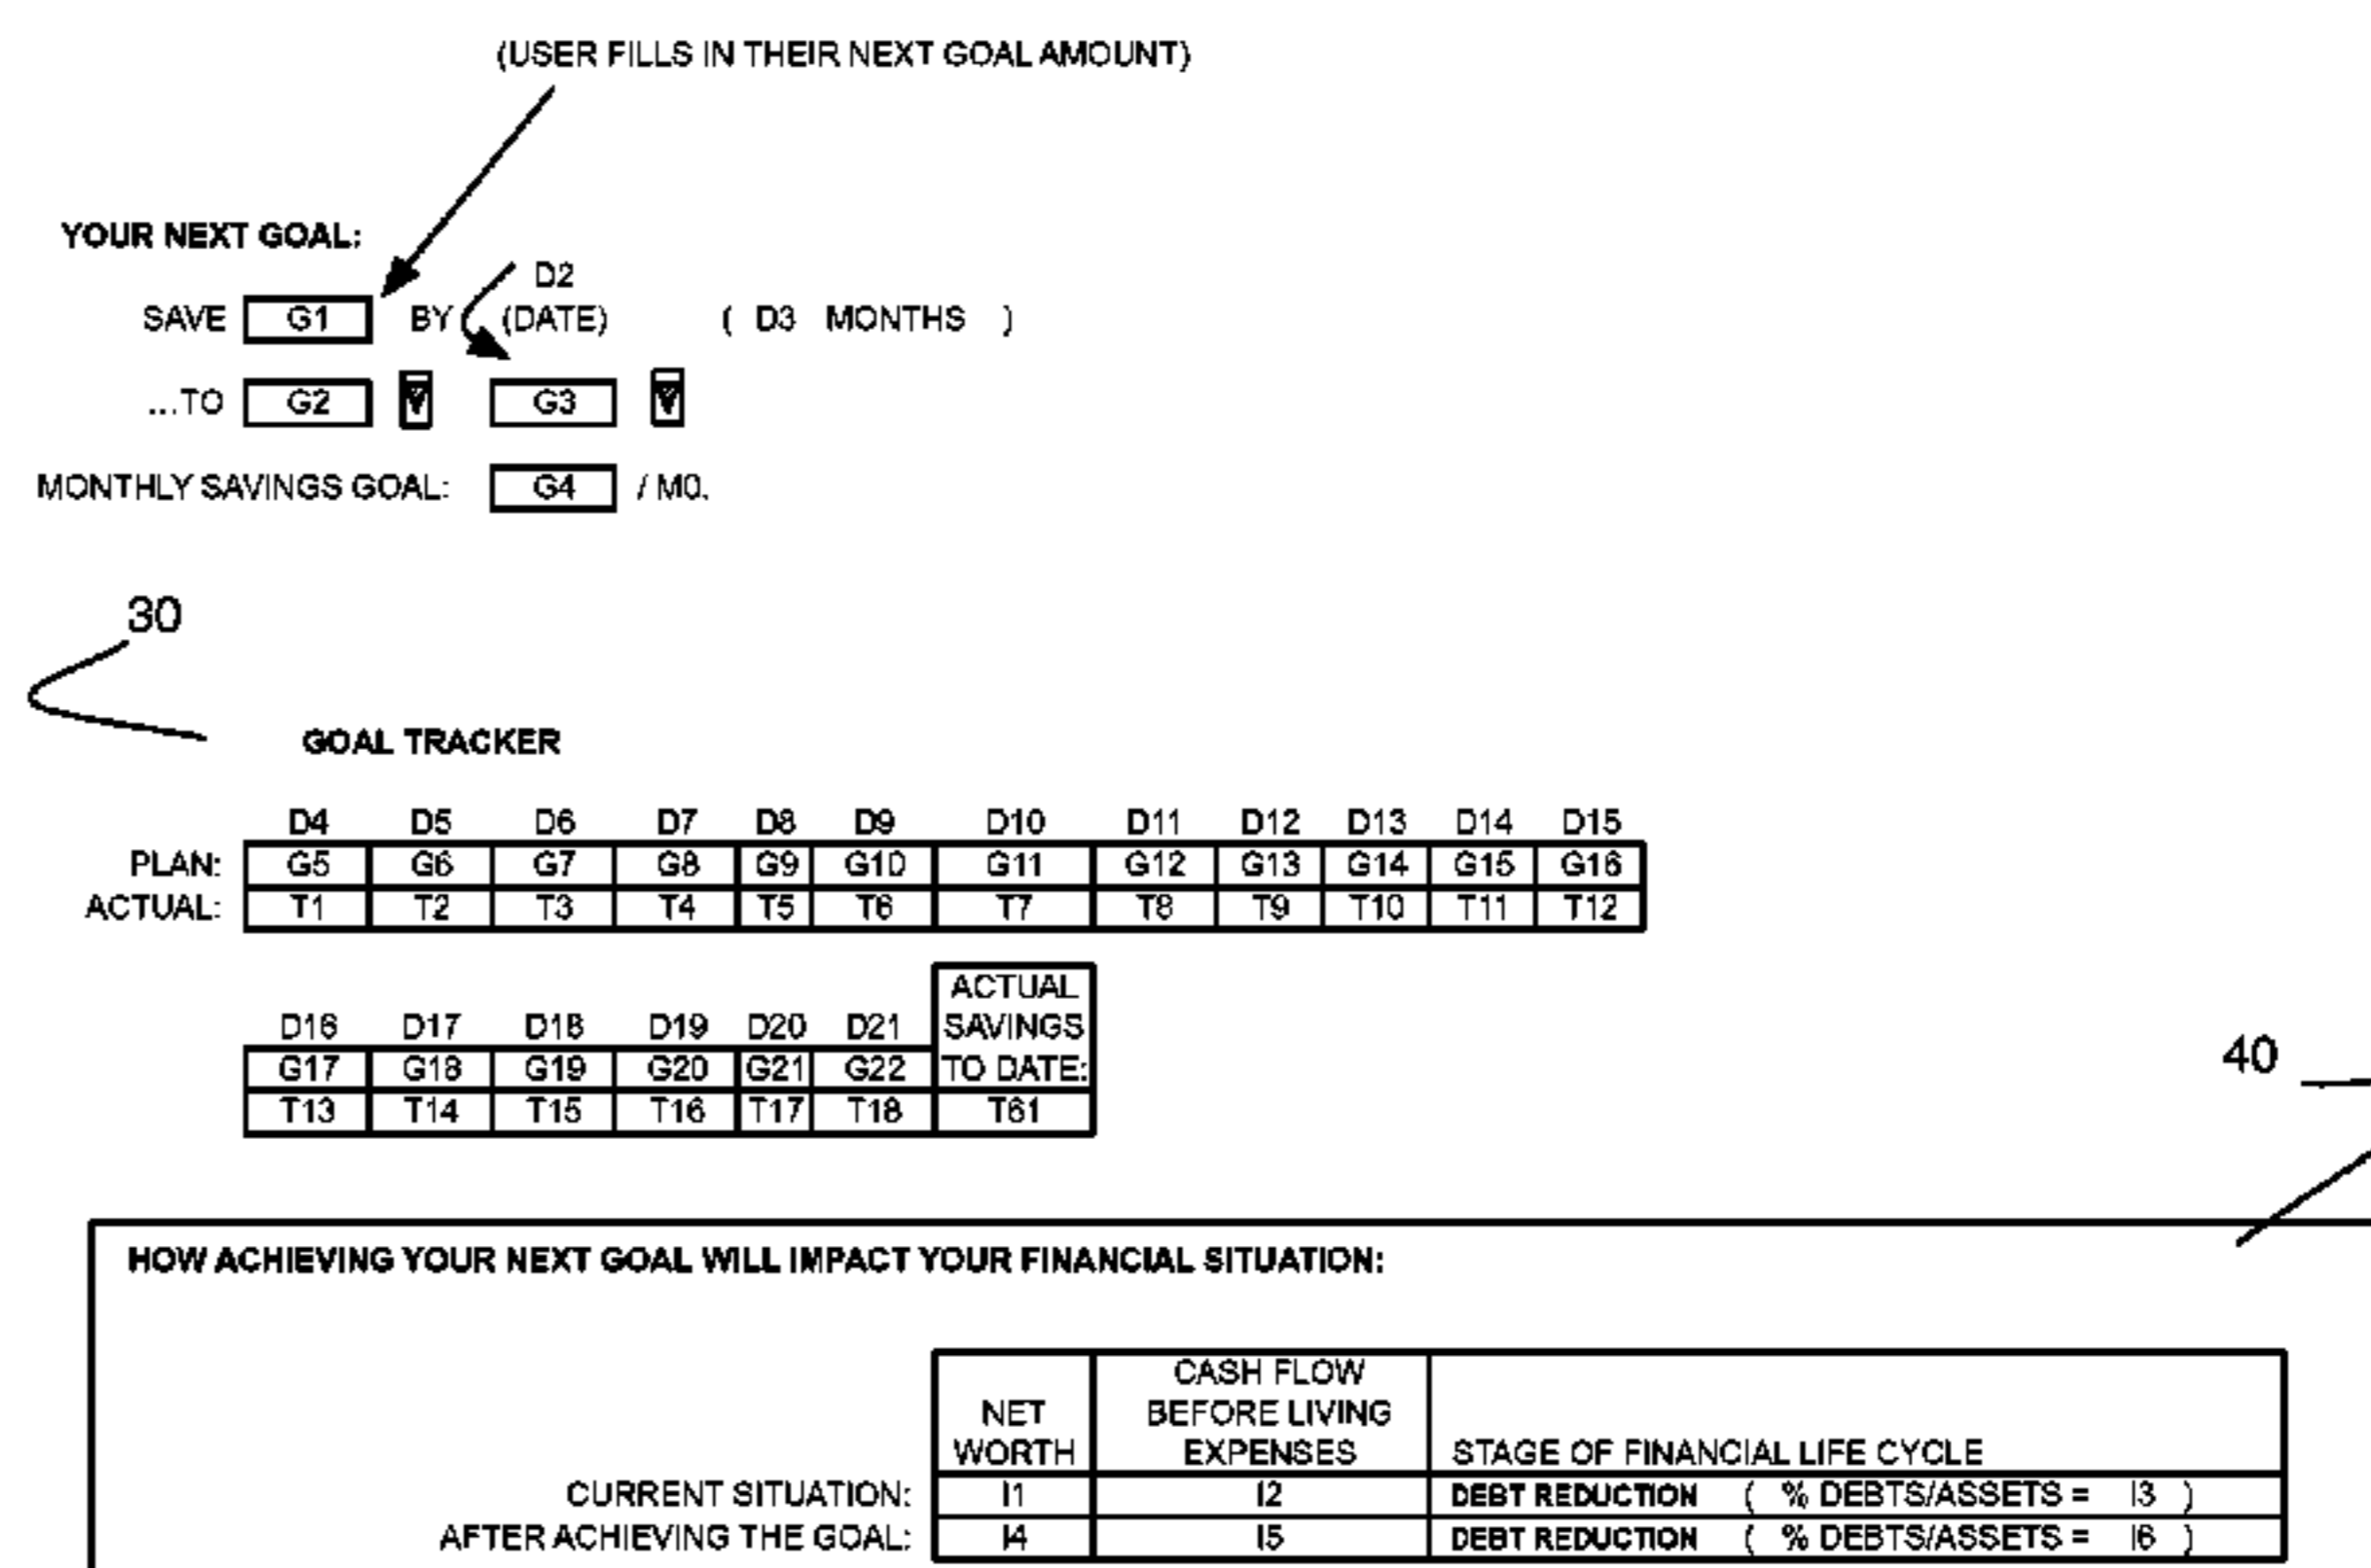 (USER FILLS IN THEIR NEXT GOAL AMOUNT)
YOUR NEXT GOAL:
D2
SAVE G1 BY (DATE) ( D3 MONTHS )
...TO G2 G3
MONTHLY SAVINGS GOAL: G4 / M0.
30
GOAL TRACKER
D4 D5 D6 D7 D8 D9 D10 D11 D12 D13 D14 D15
PLAN: G5 G6 G7 G8 G9 G10 G11 G12 G13 G14 G15 G16
ACTUAL: T1 T2 T3 T4 T5 T6 T7 T8 T9 T10 T11 T12
ACTUAL
D16 D17 D18 D19 D20 D21 SAVINGS
G17 G18 G19 G20 G21 G22 TO DATE:
T13 T14 T15 T16 T17 T18 T61
40
HOW ACHIEVING YOUR NEXT GOAL WILL IMPACT YOUR FINANCIAL SITUATION:
CASH FLOW
NET BEFORE LIVING
WORTH EXPENSES STAGE OF FINANCIAL LIFE CYCLE
CURRENT SITUATION: I1 I2 DEBT REDUCTION ( % DEBTS/ASSETS = I3 )
AFTER ACHIEVING THE GOAL: I4 I5 DEBT REDUCTION ( % DEBTS/ASSETS = I6 )